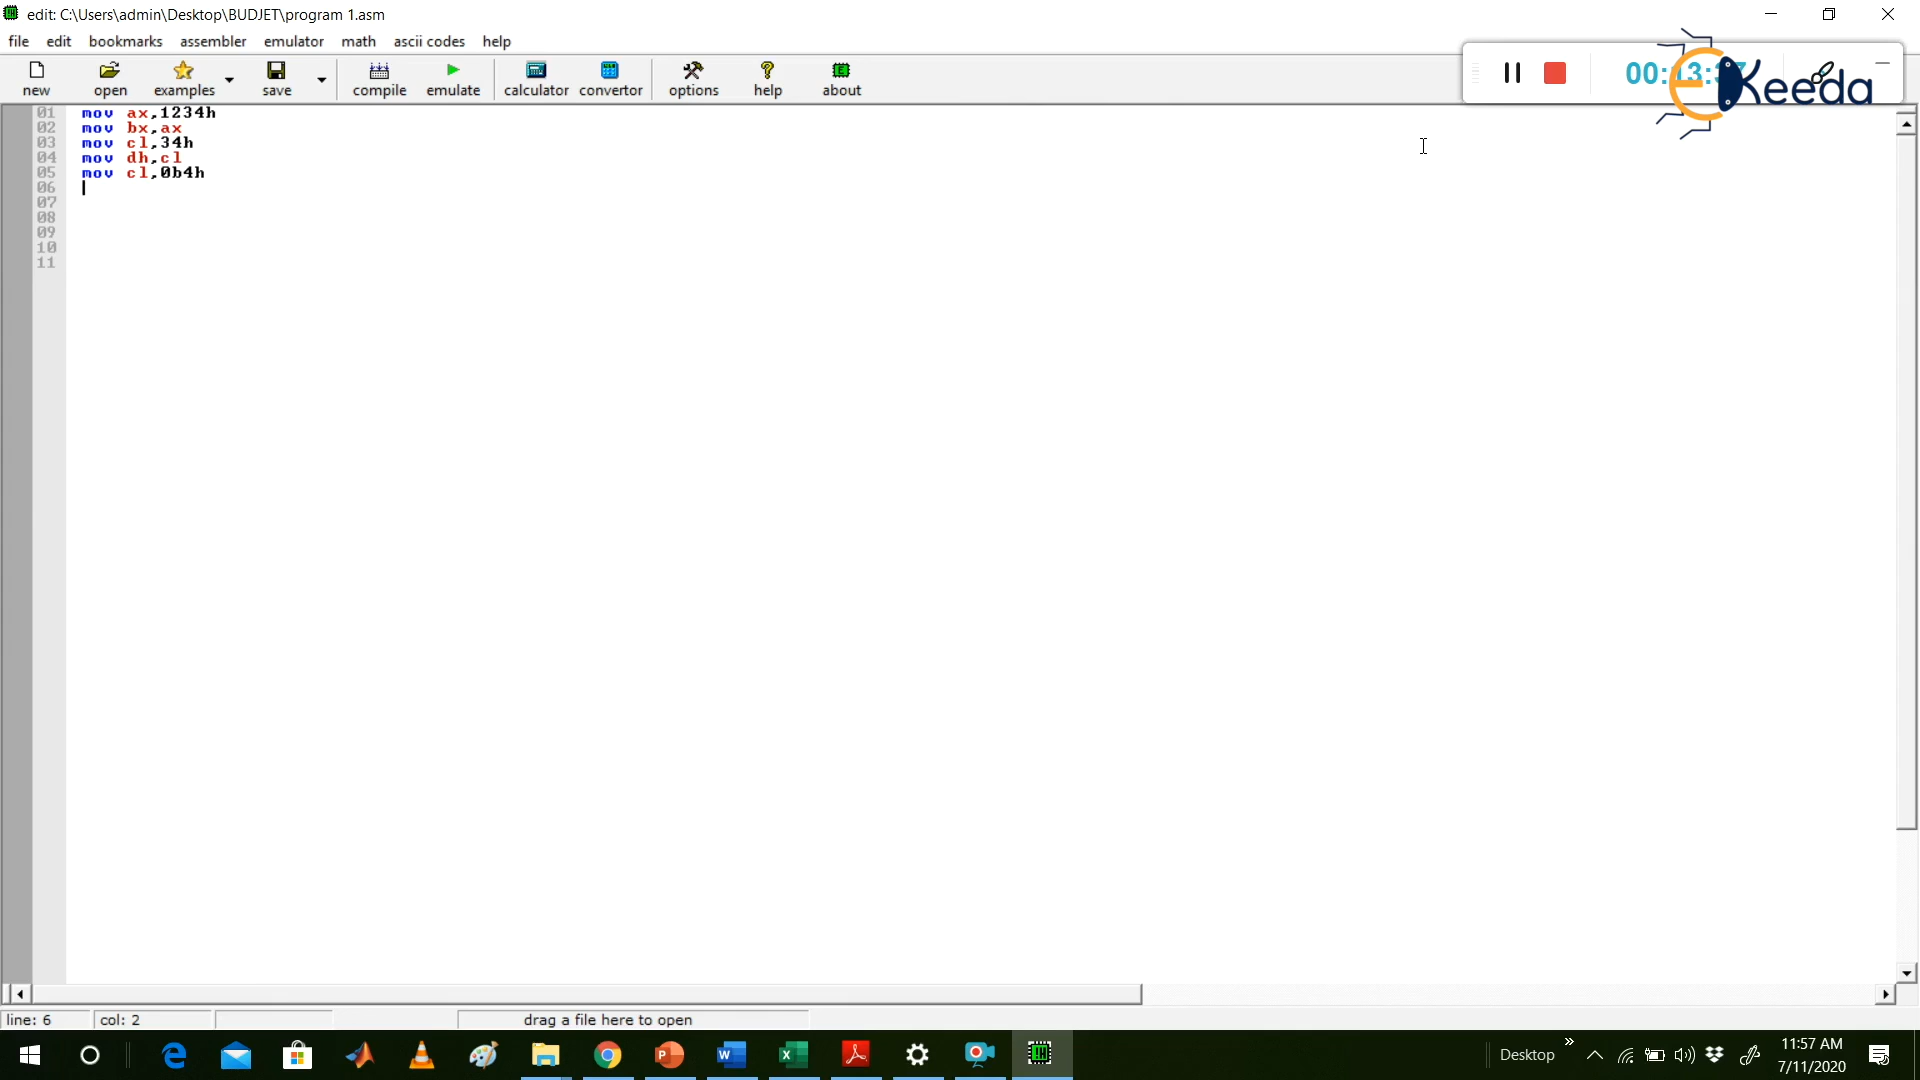 edit: C:\Users\admin\Desktop\BUDJET\program 1.asm
file edit bookmarks assembler emulator math ascii codes help
new open examples save compile emulate calculator convertor options help about
eKeeda
01 mov ax,1234h
02 mov bx,ax
03 mov cl,34h
04 mov dh,cl
05 mov cl,0b4h
06
07
08
09
10
11
line: 6 col: 2 drag a file here to open
Desktop 11:57 AM
7/11/2020